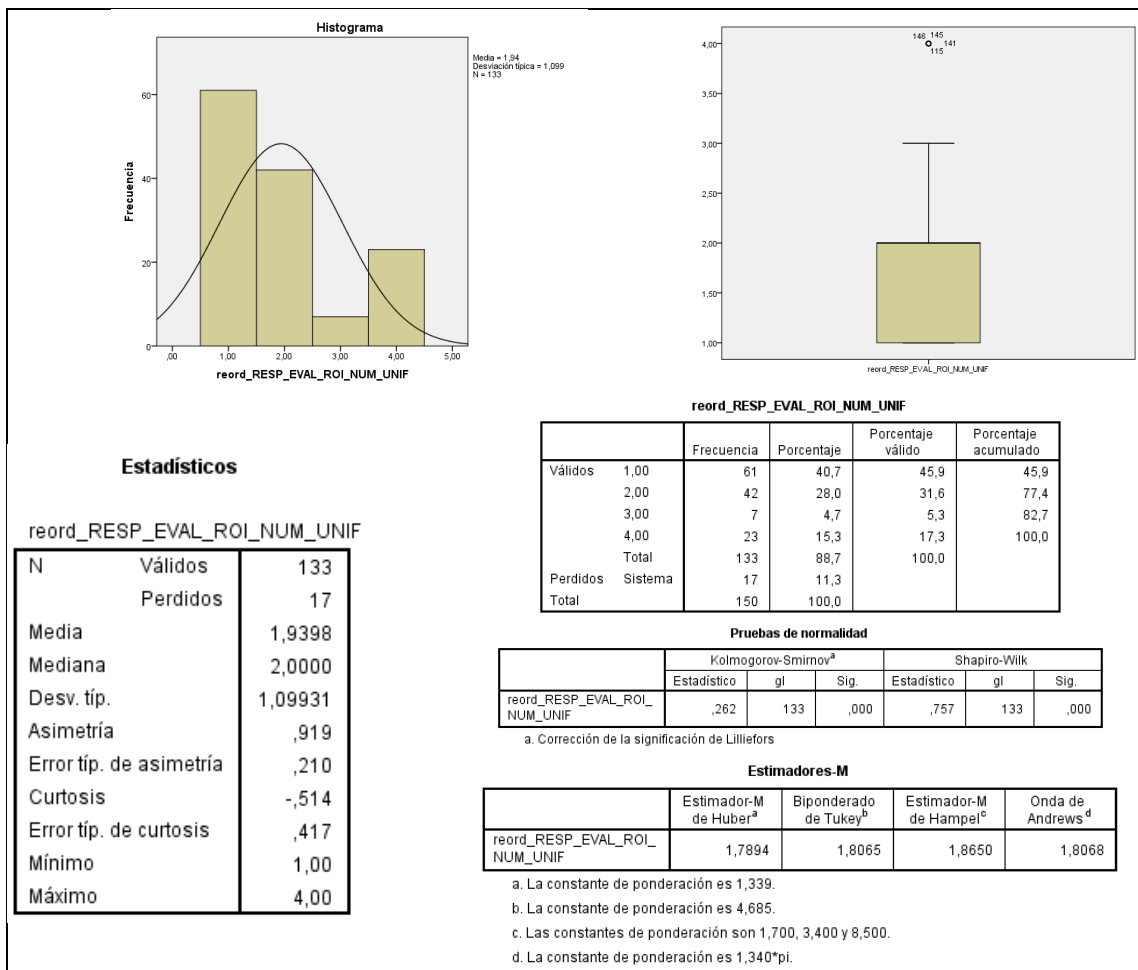 Histograma
Media = 1,94
Desviación típica = 1,099
N = 133
Frecuencia
60
40
20
0
,00 1,00 2,00 3,00 4,00 5,00
reord_RESP_EVAL_ROI_NUM_UNIF
146 145
141
115
4,00
3,50
3,00
2,50
2,00
1,50
1,00
reord_RESP_EVAL_ROI_NUM_UNIF
Estadísticos
reord_RESP_EVAL_ROI_NUM_UNIF
N Válidos 133
Perdidos 17
Media 1,9398
Mediana 2,0000
Desv. típ. 1,09931
Asimetría ,919
Error típ. de asimetría ,210
Curtosis -,514
Error típ. de curtosis ,417
Mínimo 1,00
Máximo 4,00
reord_RESP_EVAL_ROI_NUM_UNIF
Frecuencia Porcentaje Porcentaje válido Porcentaje acumulado
Válidos 1,00 61 40,7 45,9 45,9
2,00 42 28,0 31,6 77,4
3,00 7 4,7 5,3 82,7
4,00 23 15,3 17,3 100,0
Total 133 88,7 100,0
Perdidos Sistema 17 11,3
Total 150 100,0
Pruebas de normalidad
Kolmogorov-Smirnov a Shapiro-Wilk
Estadístico gl Sig. Estadístico gl Sig.
reord_RESP_EVAL_ROI_
NUM_UNIF ,262 133 ,000 ,757 133 ,000
a. Corrección de la significación de Lilliefors
Estimadores-M
Estimador-M de Huber a Biponderado de Tukey b Estimador-M de Hampel c Onda de Andrews d
reord_RESP_EVAL_ROI_
NUM_UNIF 1,7894 1,8065 1,8650 1,8068
a. La constante de ponderación es 1,339.
b. La constante de ponderación es 4,685.
c. Las constantes de ponderación son 1,700, 3,400 y 8,500.
d. La constante de ponderación es 1,340*pi.